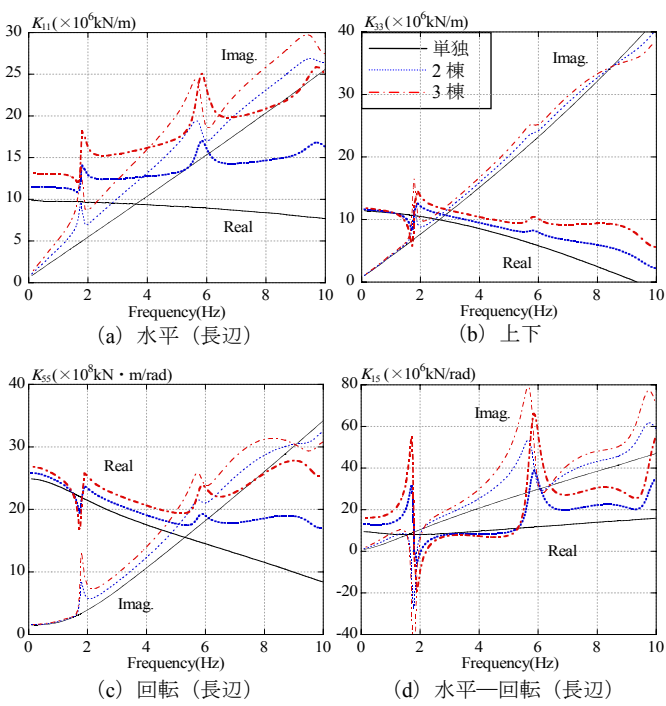 K11(×10^6kN/m)
30
25
20
15
10
5
0
0 2 4 6 8 10
Imag.
Real
Frequency(Hz)
(a) 水平（長辺）
K33(×10^6kN/m)
40
30
20
10
0
0 2 4 6 8 10
単独
2 棟
3 棟
Imag.
Real
Frequency(Hz)
(b) 上下
K55(×10^8kN・m/rad)
40
30
20
10
0
0 2 4 6 8 10
Real
Imag.
Frequency(Hz)
(c) 回転（長辺）
K15(×10^6kN/rad)
80
60
40
20
0
-20
-40
0 2 4 6 8 10
Imag.
Real
Frequency(Hz)
(d) 水平―回転（長辺）